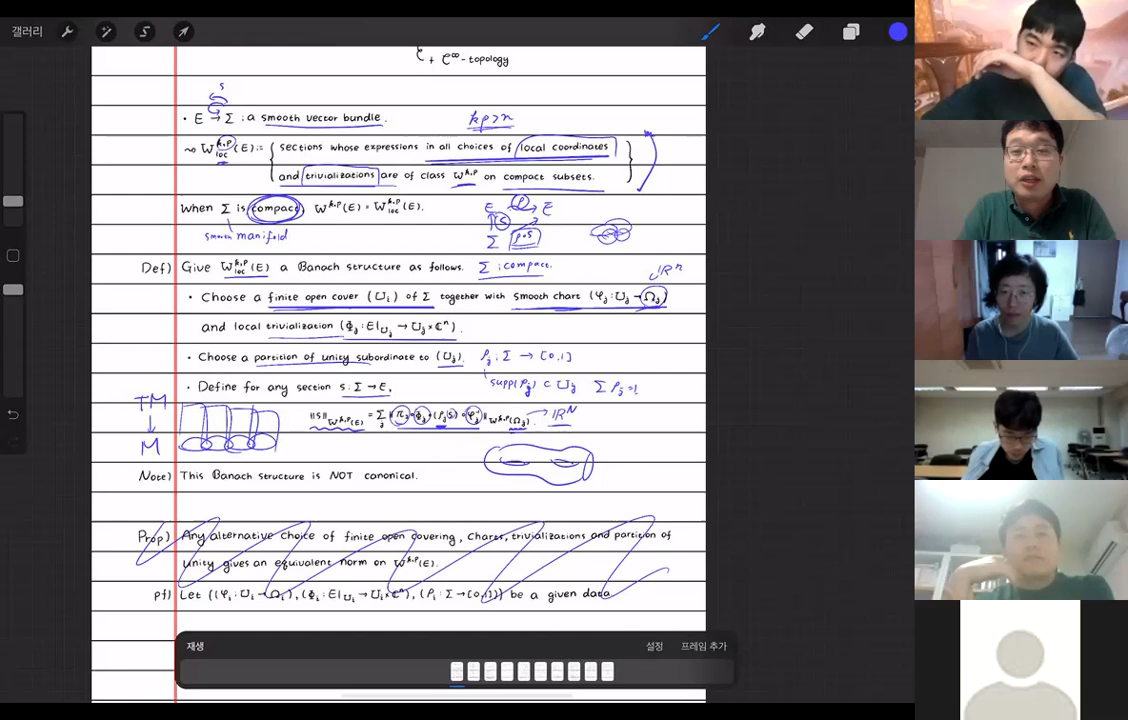 갤러리
+ C^∞-topology
s
• E → Σ : a smooth vector bundle.
kp>n
⇝ W^{k,p}_{loc}(E) := { sections whose expressions in all choices of local coordinates
and trivializations are of class W^{k,p} on compact subsets. }
When Σ is compact, W^{k,p}(E) = W^{k,p}_{loc}(E).
smooth manifold
E → E
Σ
Def) Give W^{k,p}_{loc}(E) a Banach structure as follows. Σ : compact.
ℝ^n
• Choose a finite open cover (U_i) of Σ together with smooth chart (φ_j : U_j → Ω_j)
and local trivialization (Φ_j : E|_{U_j} → U_j × ℂ^n).
• Choose a partition of unity subordinate to (U_j). ρ_j : Σ → [0,1]
supp(ρ_j) ⊂ U_j Σ ρ_j = 1
• Define for any section s : Σ → E,
TM
↓
M
‖s‖_{W^{k,p}(E)} = Σ_j ‖π_2∘Φ_j∘(ρ_j s)∘φ_j^{-1}‖_{W^{k,p}(Ω_j)}. → ℝ^N
Note) This Banach structure is NOT canonical.
Prop) Any alternative choice of finite open covering, charts, trivializations and partition of
unity gives an equivalent norm on W^{k,p}(E).
pf) Let ((φ_i : U_i → Ω_i), (Φ_i : E|_{U_i} → U_i × ℂ^n), (ρ_i : Σ → [0,1])) be a given data
재생
설정
프레임 추가